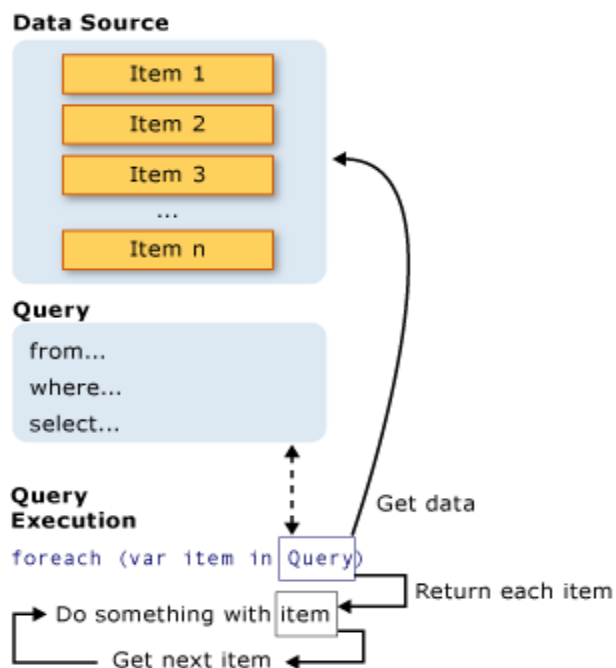 Data Source
Item 1
Item 2
Item 3
...
Item n
Query
from...
where...
select...
Query
Execution
Get data
foreach (var item in Query)
Return each item
Do something with item
Get next item